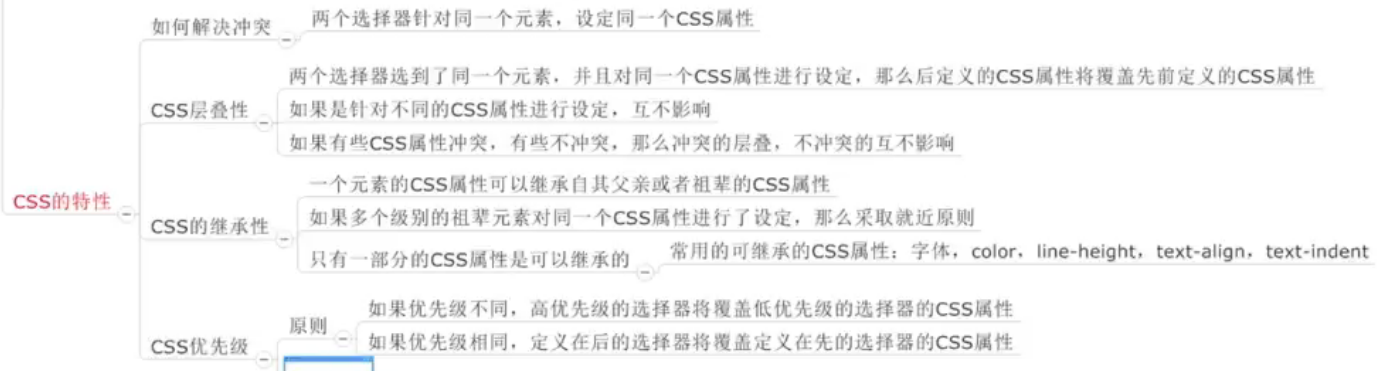 如何解决冲突
两个选择器针对同一个元素，设定同一个CSS属性
两个选择器选到了同一个元素，并且对同一个CSS属性进行设定，那么后定义的CSS属性将覆盖先前定义的CSS属性
CSS层叠性
如果是针对不同的CSS属性进行设定，互不影响
如果有些CSS属性冲突，有些不冲突，那么冲突的层叠，不冲突的互不影响
CSS的特性
一个元素的CSS属性可以继承自其父亲或者祖辈的CSS属性
CSS的继承性
如果多个级别的祖辈元素对同一个CSS属性进行了设定，那么采取就近原则
只有一部分的CSS属性是可以继承的
常用的可继承的CSS属性：字体，color，line-height，text-align，text-indent
CSS优先级
原则
如果优先级不同，高优先级的选择器将覆盖低优先级的选择器的CSS属性
如果优先级相同，定义在后的选择器将覆盖定义在先的选择器的CSS属性